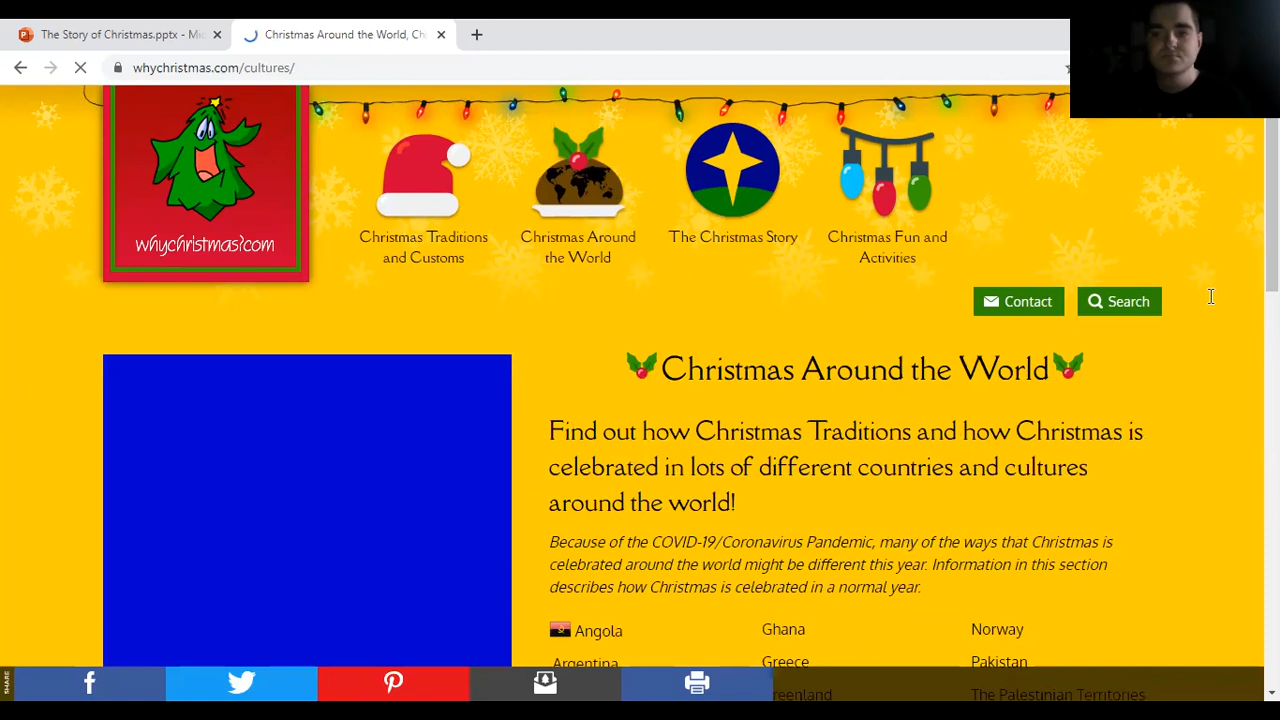 The Story of Christmas.pptx - Mic
Christmas Around the World, Ch
whychristmas.com/cultures/
whychristmas?com
Christmas Traditions
and Customs
Christmas Around
the World
The Christmas Story
Christmas Fun and
Activities
Contact
Search
Christmas Around the World
Find out how Christmas Traditions and how Christmas is
celebrated in lots of different countries and cultures
around the world!
Because of the COVID-19/Coronavirus Pandemic, many of the ways that Christmas is
celebrated around the world might be different this year. Information in this section
describes how Christmas is celebrated in a normal year.
Angola Ghana Norway
Argentina Greece Pakistan
reenland The Palestinian Territories
SHARE